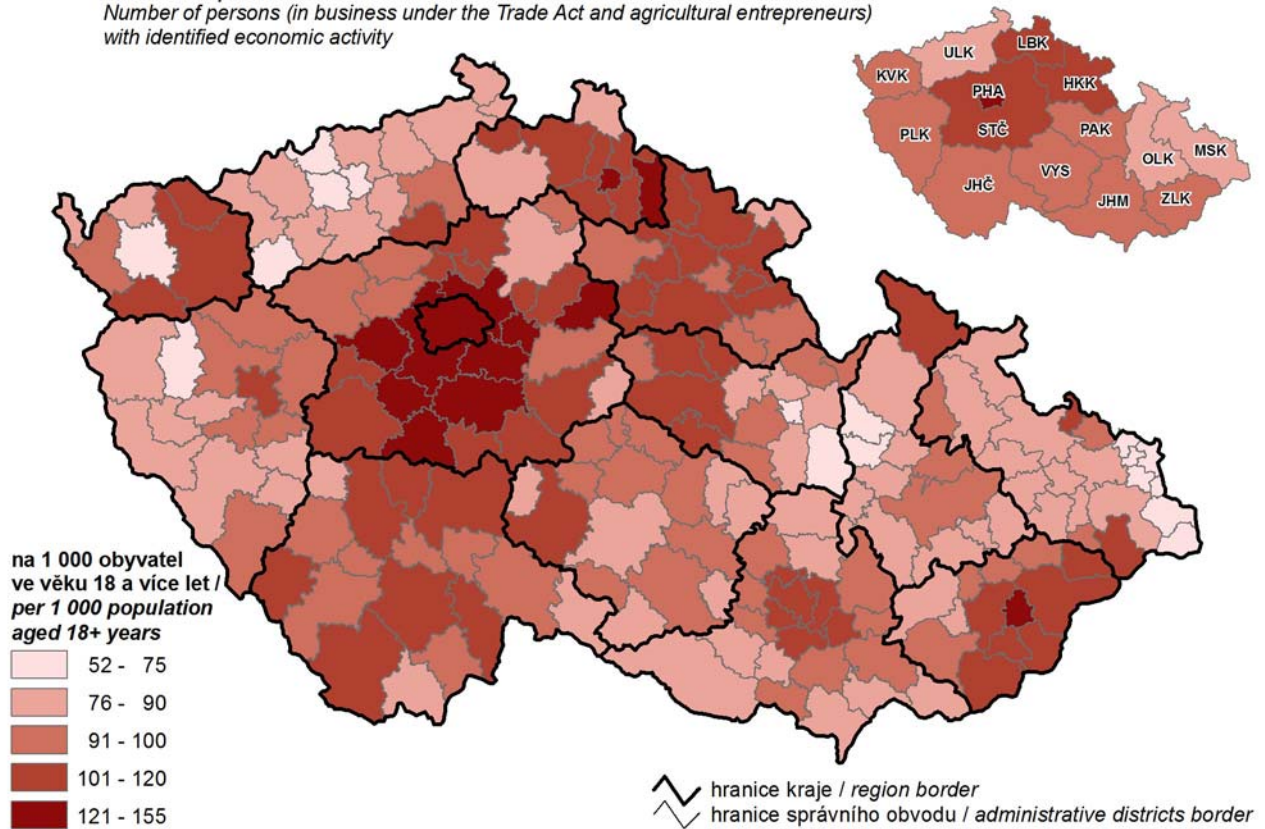 Number of persons (in business under the Trade Act and agricultural entrepreneurs)
with identified economic activity
ULK
LBK
KVK
PHA
HKK
PLK
STČ
PAK
OLK
MSK
VYS
JHČ
JHM
ZLK
na 1 000 obyvatel
ve věku 18 a více let /
per 1 000 population
aged 18+ years
52 - 75
76 - 90
91 - 100
101 - 120
121 - 155
hranice kraje / region border
hranice správního obvodu / administrative districts border